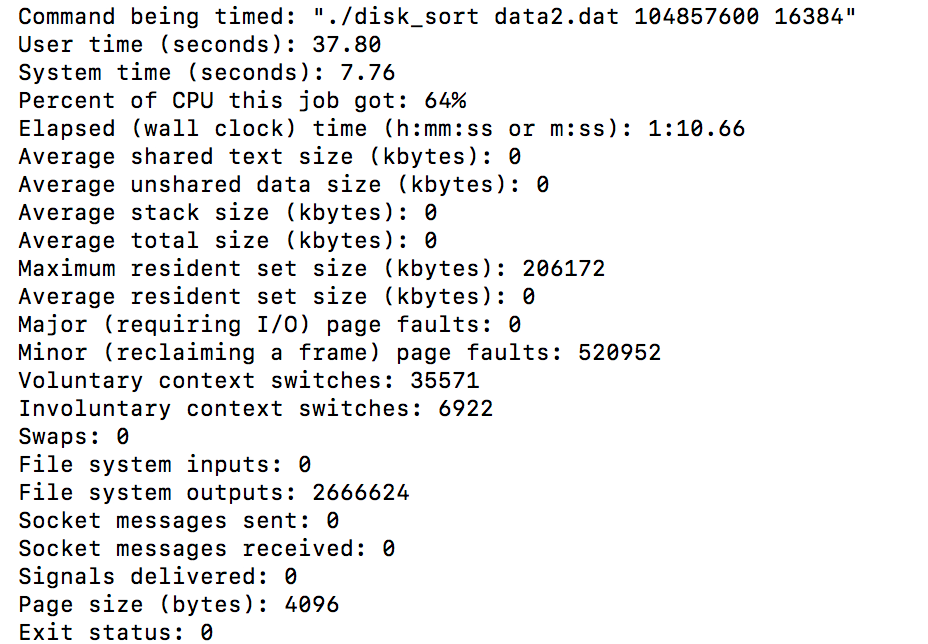 Command being timed: "./disk_sort data2.dat 104857600 16384"
User time (seconds): 37.80
System time (seconds): 7.76
Percent of CPU this job got: 64%
Elapsed (wall clock) time (h:mm:ss or m:ss): 1:10.66
Average shared text size (kbytes): 0
Average unshared data size (kbytes): 0
Average stack size (kbytes): 0
Average total size (kbytes): 0
Maximum resident set size (kbytes): 206172
Average resident set size (kbytes): 0
Major (requiring I/O) page faults: 0
Minor (reclaiming a frame) page faults: 520952
Voluntary context switches: 35571
Involuntary context switches: 6922
Swaps: 0
File system inputs: 0
File system outputs: 2666624
Socket messages sent: 0
Socket messages received: 0
Signals delivered: 0
Page size (bytes): 4096
Exit status: 0